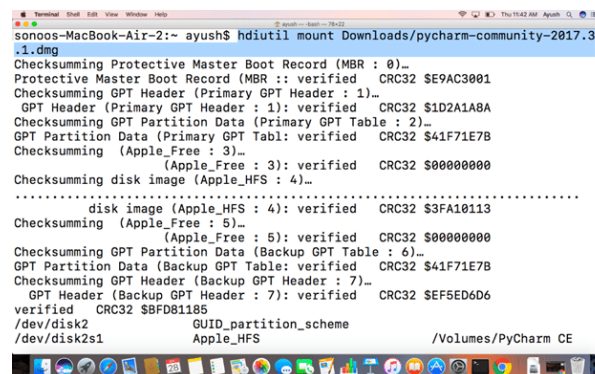 Terminal Shell Edit View Window Help
Thu 11:42 AM Ayush
ayush — -bash — 78×22
sonoos-MacBook-Air-2:~ ayush$ hdiutil mount Downloads/pycharm-community-2017.3
.1.dmg
Checksumming Protective Master Boot Record (MBR : 0)…
Protective Master Boot Record (MBR :: verified CRC32 $E9AC3001
Checksumming GPT Header (Primary GPT Header : 1)…
GPT Header (Primary GPT Header : 1): verified CRC32 $1D2A1A8A
Checksumming GPT Partition Data (Primary GPT Table : 2)…
GPT Partition Data (Primary GPT Tabl: verified CRC32 $41F71E7B
Checksumming (Apple_Free : 3)…
(Apple_Free : 3): verified CRC32 $00000000
Checksumming disk image (Apple_HFS : 4)…
...............................................................................
disk image (Apple_HFS : 4): verified CRC32 $3FA10113
Checksumming (Apple_Free : 5)…
(Apple_Free : 5): verified CRC32 $00000000
Checksumming GPT Partition Data (Backup GPT Table : 6)…
GPT Partition Data (Backup GPT Table: verified CRC32 $41F71E7B
Checksumming GPT Header (Backup GPT Header : 7)…
GPT Header (Backup GPT Header : 7): verified CRC32 $EF5ED6D6
verified CRC32 $BFD81185
/dev/disk2 GUID_partition_scheme
/dev/disk2s1 Apple_HFS /Volumes/PyCharm CE
28